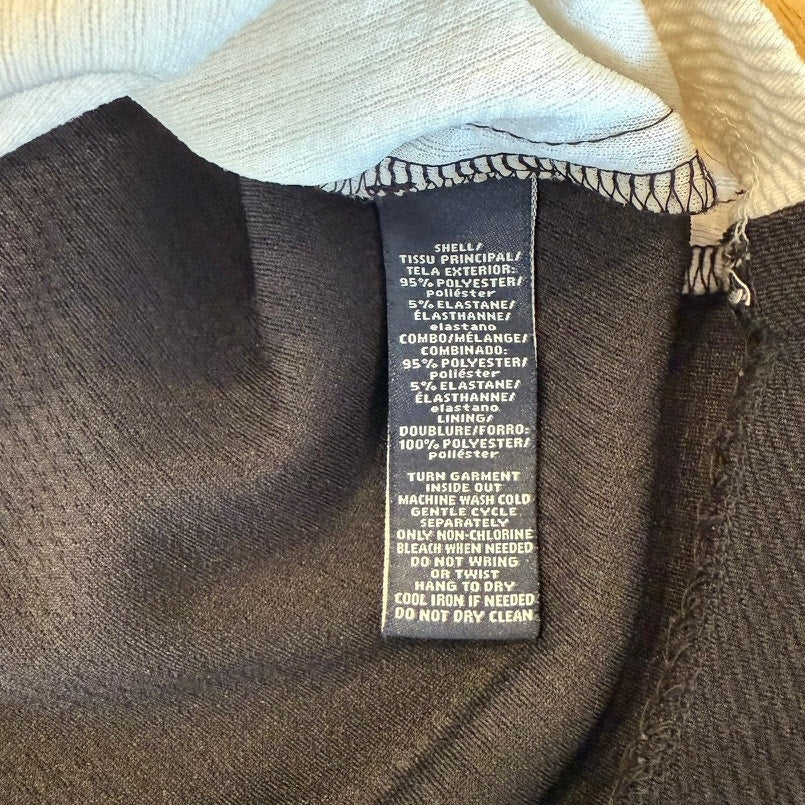 SHELL/
TISSU PRINCIPAL/
TELA EXTERIOR:
95% POLYESTER/
poliéster
5% ELASTANE/
ÉLASTHANNE/
elastano
COMBO/MÉLANGE/
COMBINADO:
95% POLYESTER/
poliéster
5% ELASTANE/
ÉLASTHANNE/
elastano
LINING/
DOUBLURE/FORRO:
100% POLYESTER/
poliéster
TURN GARMENT
INSIDE OUT
MACHINE WASH COLD
GENTLE CYCLE
SEPARATELY
ONLY NON-CHLORINE
BLEACH WHEN NEEDED
DO NOT WRING
OR TWIST
HANG TO DRY
COOL IRON IF NEEDED
DO NOT DRY CLEAN